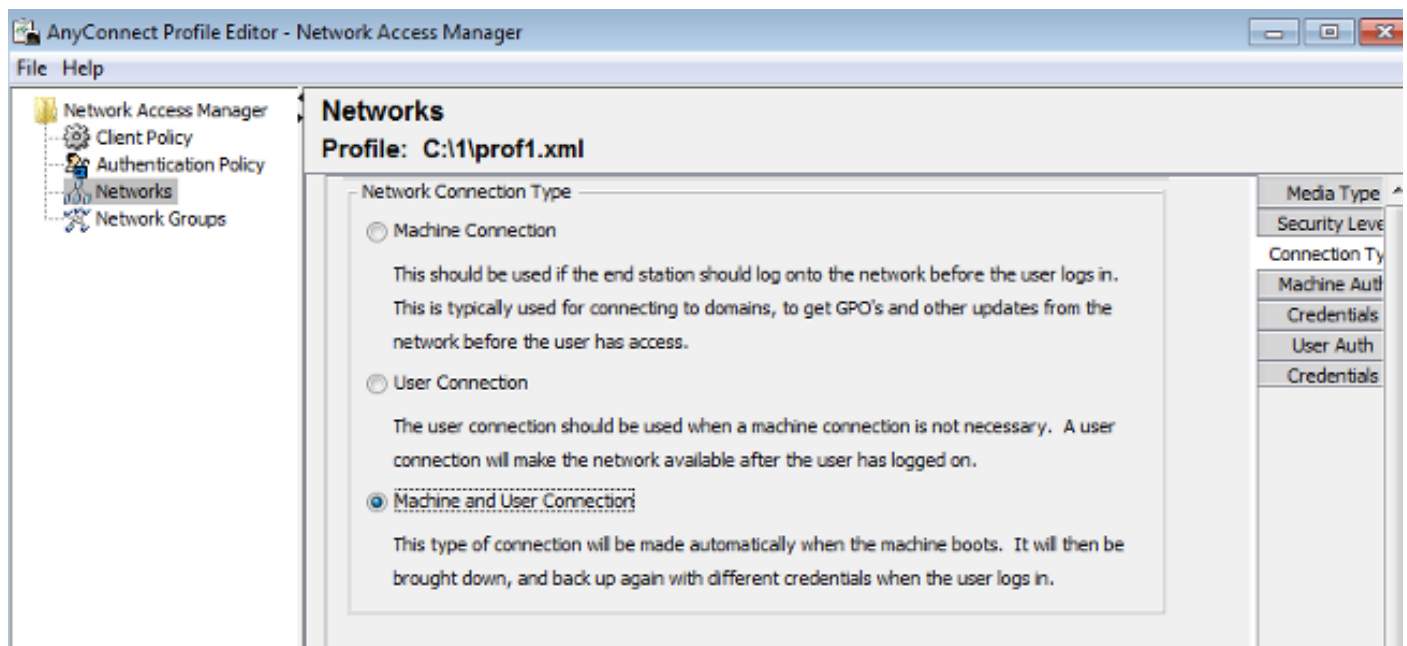 AnyConnect Profile Editor - Network Access Manager
File Help
Network Access Manager
Client Policy
Authentication Policy
Networks
Network Groups
Networks
Profile: C:\1\prof1.xml
Network Connection Type
Machine Connection
This should be used if the end station should log onto the network before the user logs in.
This is typically used for connecting to domains, to get GPO's and other updates from the
network before the user has access.
User Connection
The user connection should be used when a machine connection is not necessary. A user
connection will make the network available after the user has logged on.
Machine and User Connection
This type of connection will be made automatically when the machine boots. It will then be
brought down, and back up again with different credentials when the user logs in.
Media Type
Security Leve
Connection Ty
Machine Auth
Credentials
User Auth
Credentials